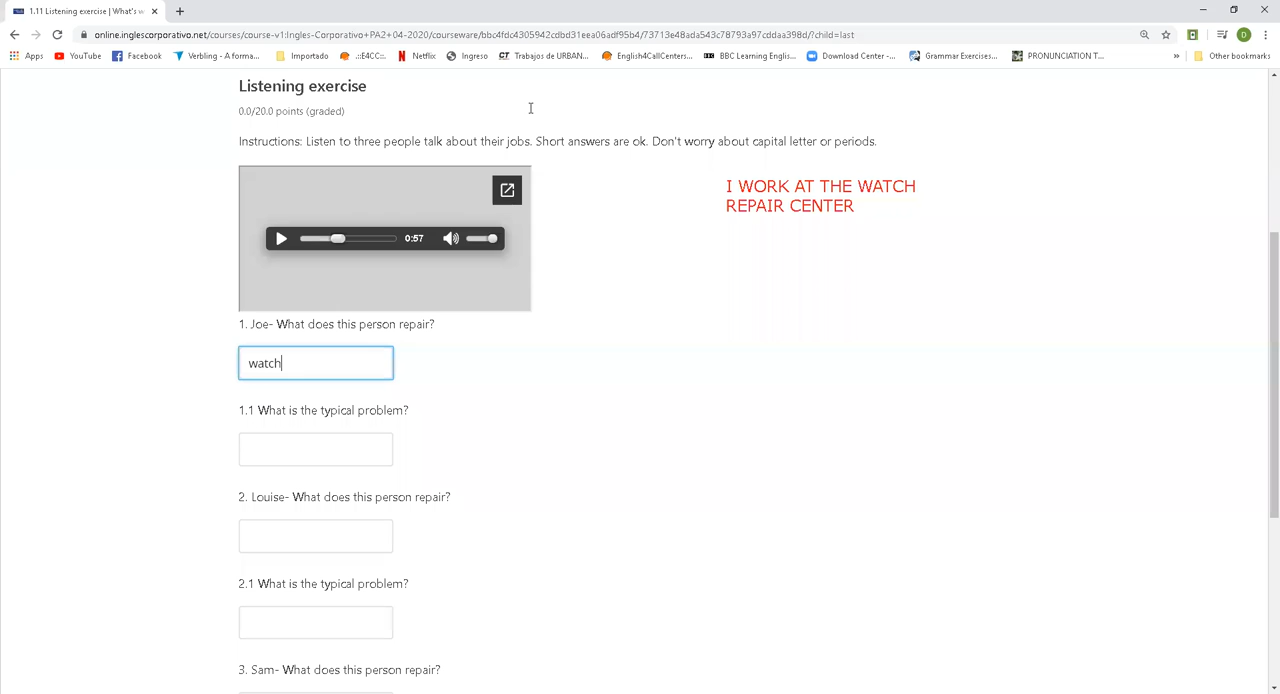 1.11 Listening exercise | What's w
online.inglescorporativo.net/courses/course-v1:Ingles-Corporativo+PA2+04-2020/courseware/bbc4fdc4305942cdbd31eea06adf95b4/73713e48ada543c78793a97cddaa398d/?child=last
D
Apps YouTube Facebook Verbling - A forma... Importado .::E4CC::. Netflix Ingreso Trabajos de URBAN... English4CallCenters... BBC Learning Englis... Download Center -... Grammar Exercises... PRONUNCIATION T... » Other bookmarks
Listening exercise
0.0/20.0 points (graded)
Instructions: Listen to three people talk about their jobs. Short answers are ok. Don't worry about capital letter or periods.
I WORK AT THE WATCH
REPAIR CENTER
0:57
1. Joe- What does this person repair?
watch
1.1 What is the typical problem?
2. Louise- What does this person repair?
2.1 What is the typical problem?
3. Sam- What does this person repair?